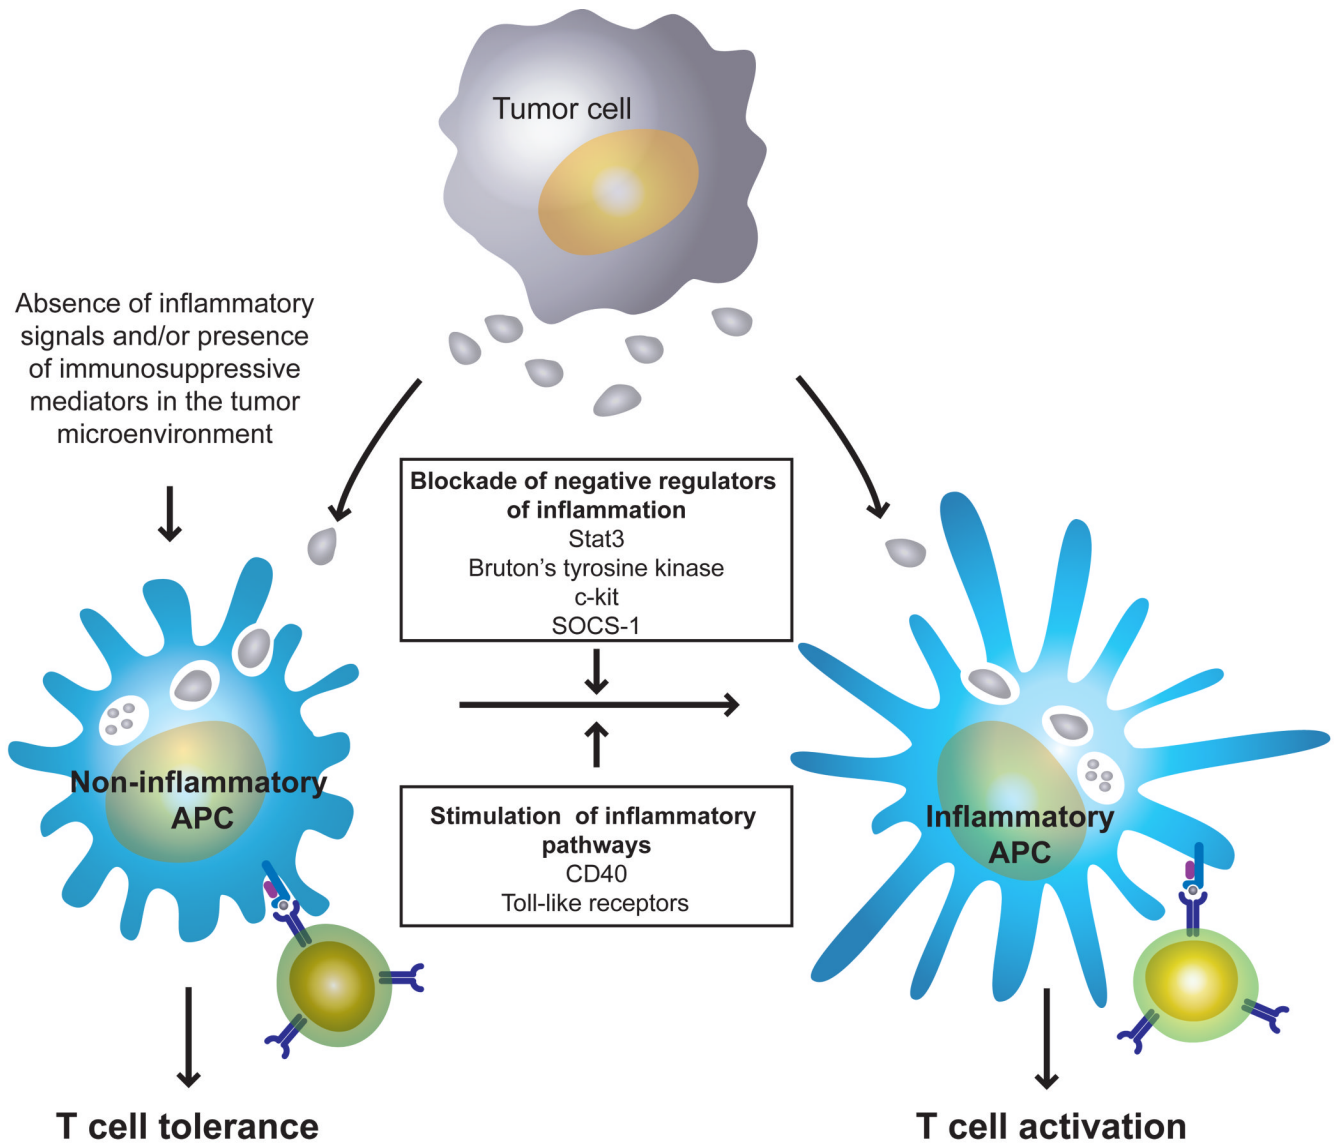 Tumor cell
Absence of inflammatory
signals and/or presence
of immunosuppressive
mediators in the tumor
microenvironment
Blockade of negative regulators
of inflammation
Stat3
Bruton’s tyrosine kinase
c-kit
SOCS-1
Non-inflammatory
APC
Stimulation of inflammatory
pathways
CD40
Toll-like receptors
Inflammatory
APC
T cell tolerance
T cell activation